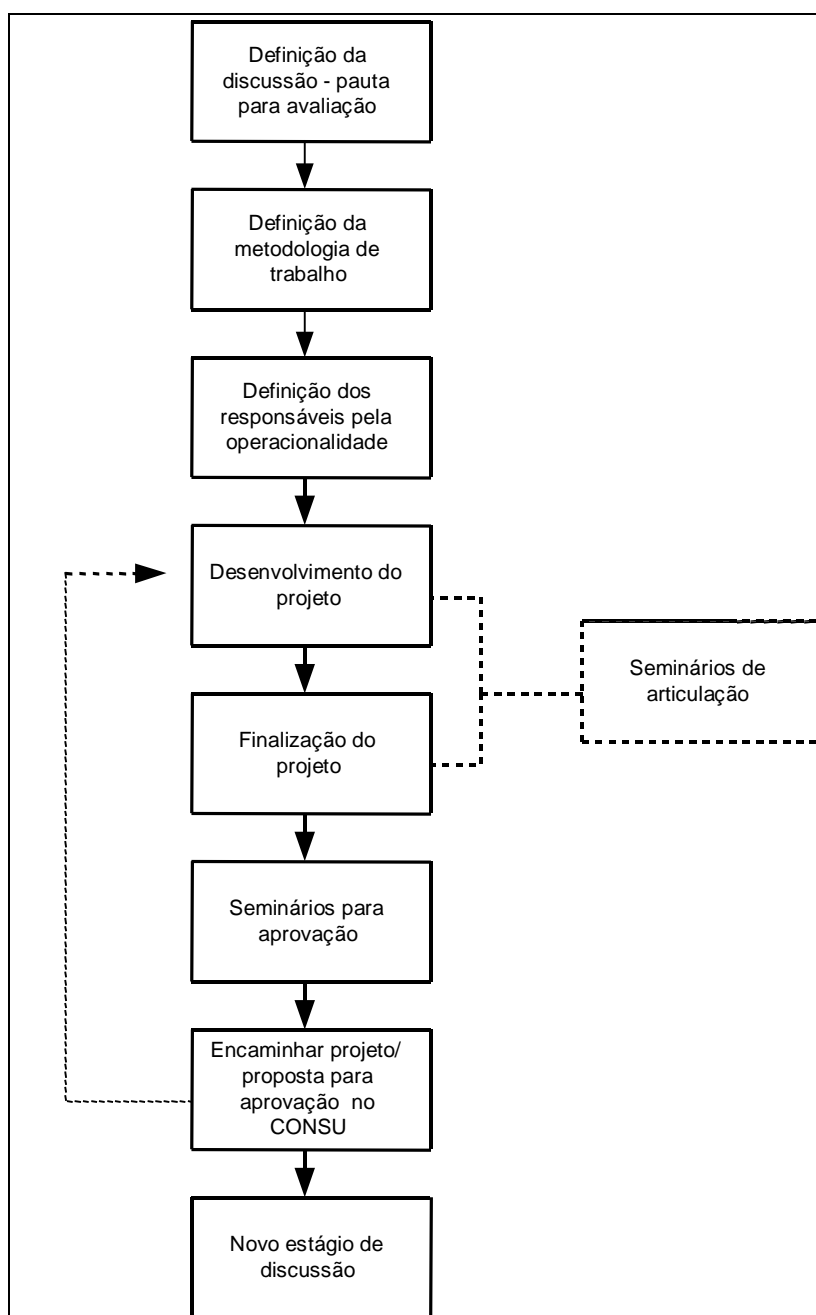 Definição da
discussão - pauta
para avaliação
Definição da
metodologia de
trabalho
Definição dos
responsáveis pela
operacionalidade
Desenvolvimento do
projeto
Seminários de
articulação
Finalização do
projeto
Seminários para
aprovação
Encaminhar projeto/
proposta para
aprovação no
CONSU
Novo estágio de
discussão